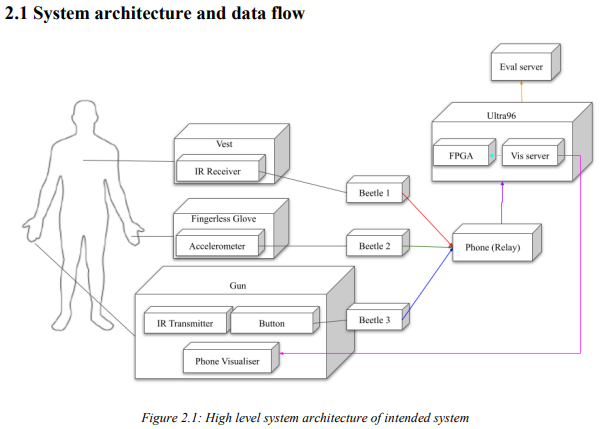 2.1 System architecture and data flow
Eval server
Ultra96
FPGA
Vis server
Vest
IR Receiver
Beetle 1
Fingerless Glove
Accelerometer
Beetle 2
Phone (Relay)
Gun
IR Transmitter
Button
Beetle 3
Phone Visualiser
Figure 2.1: High level system architecture of intended system